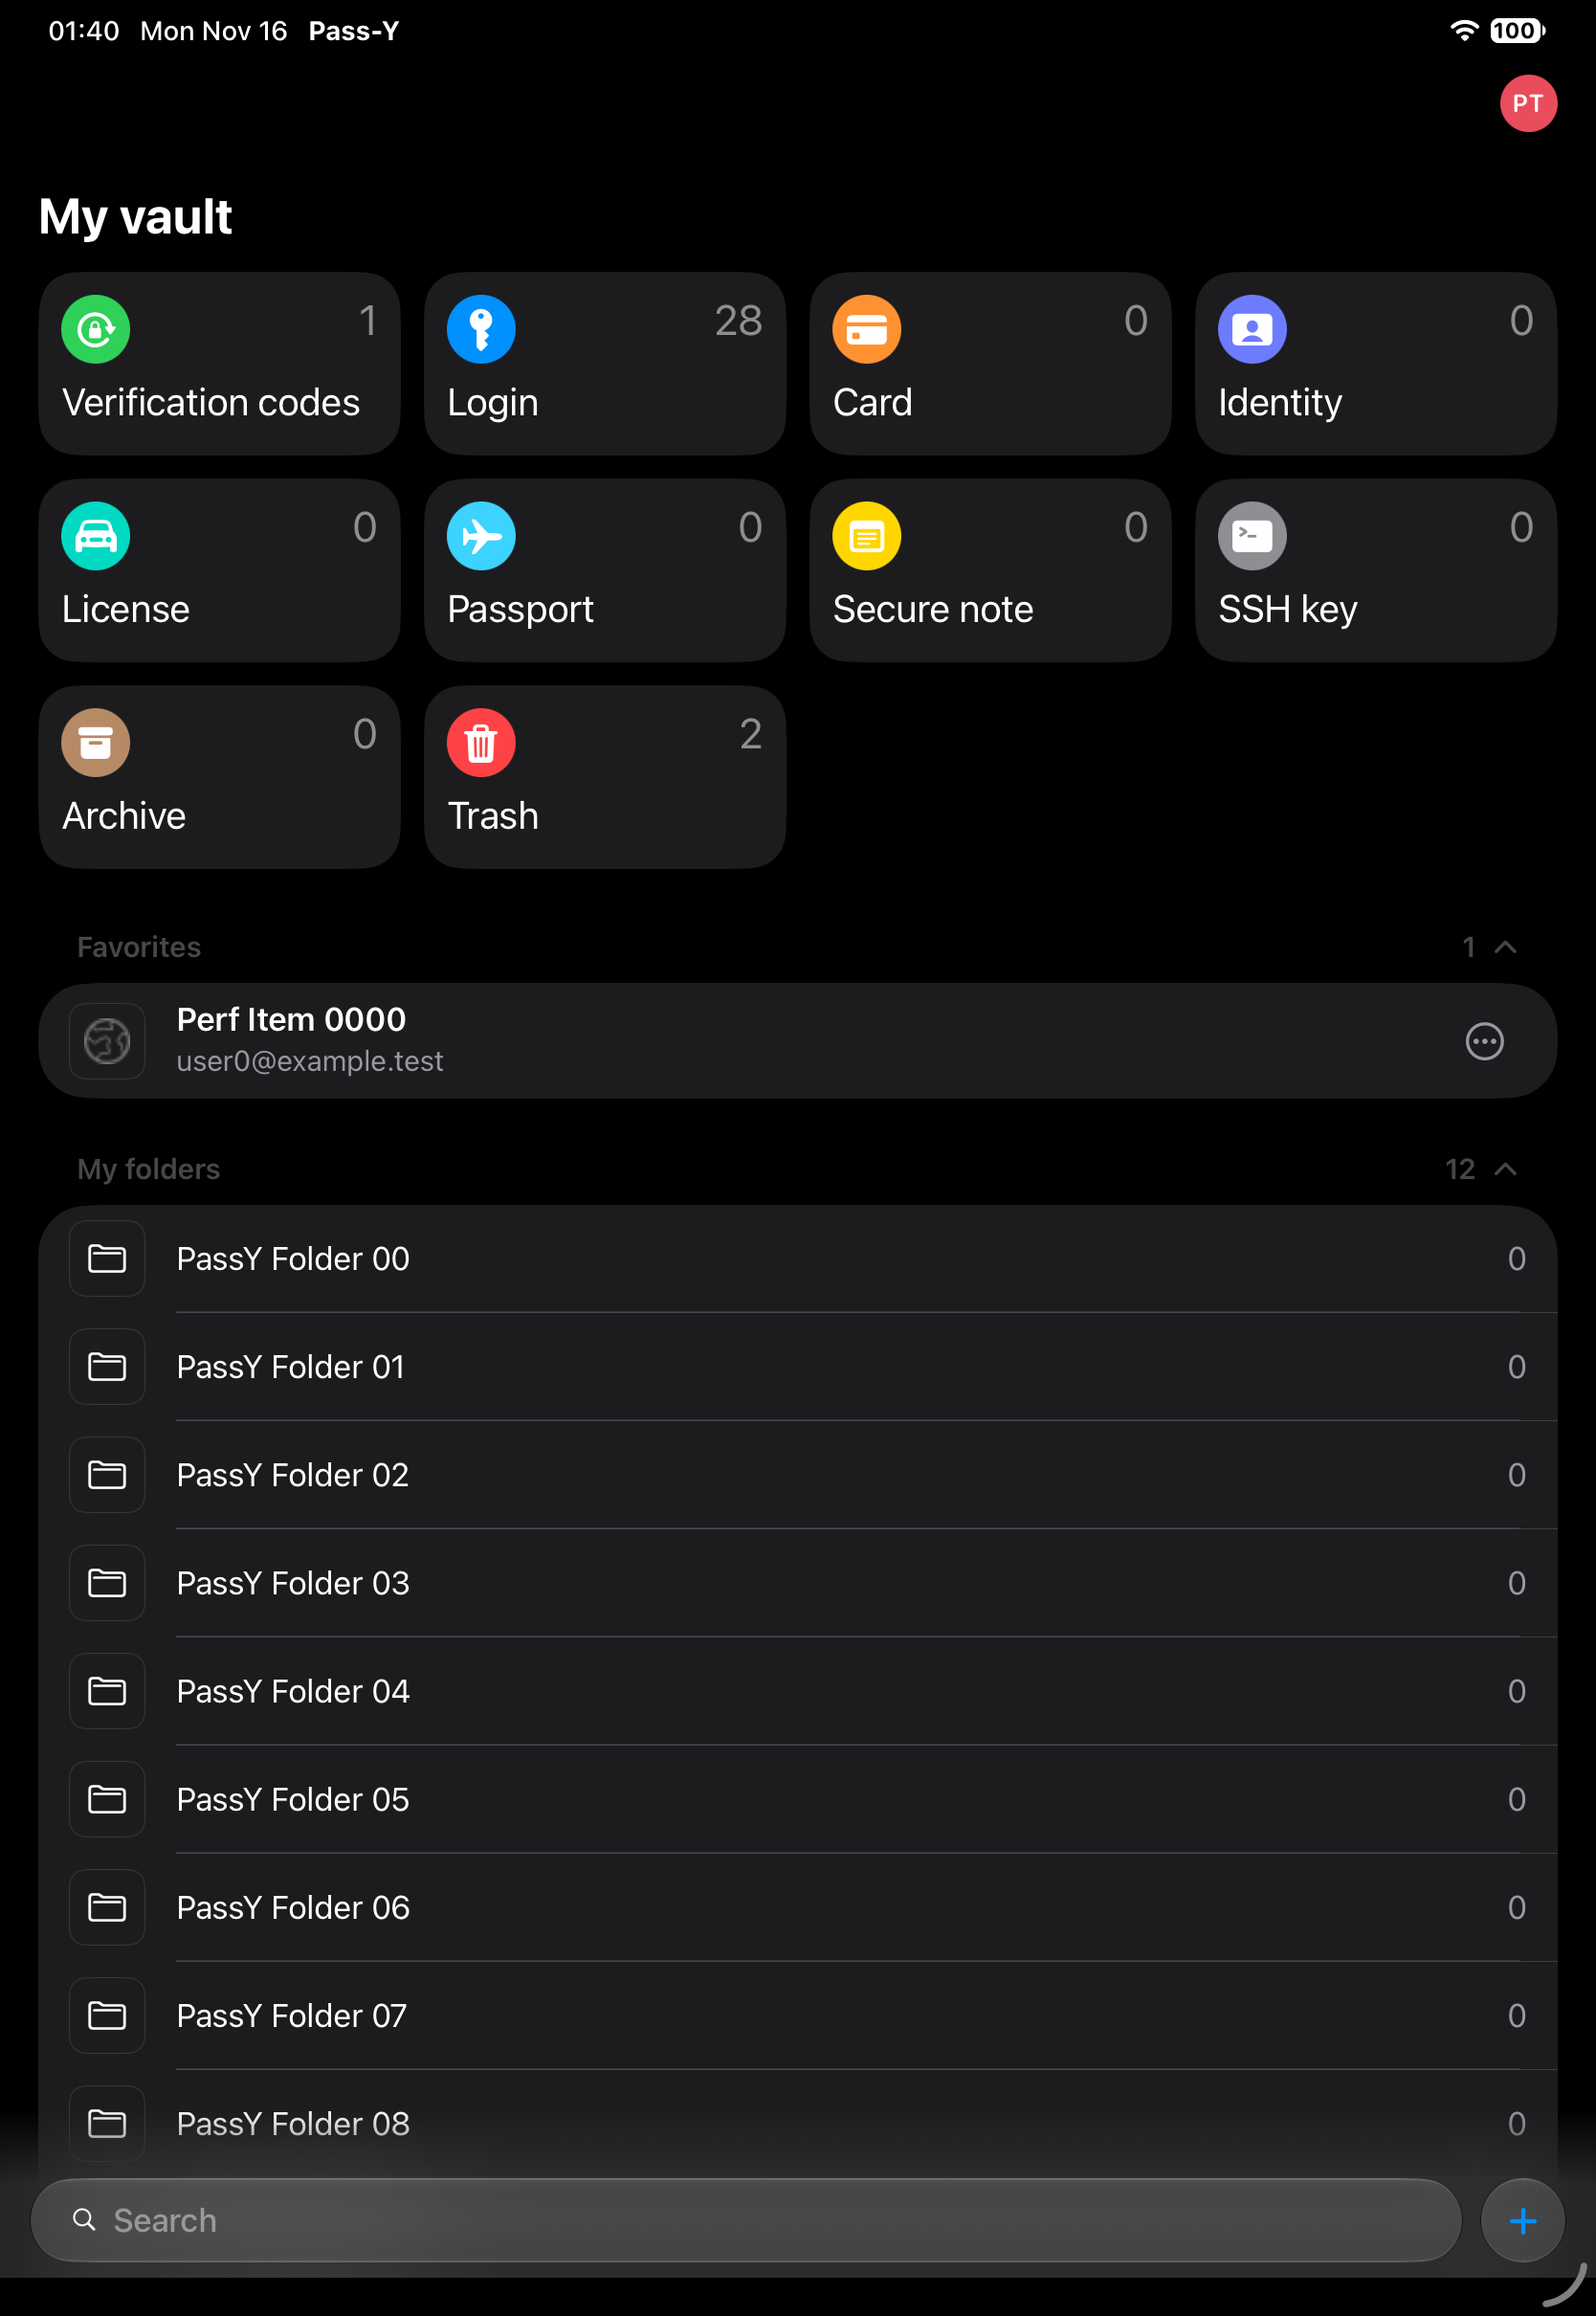 01:40 Mon Nov 16 Pass-Y 100
PT
My vault
1
Verification codes
28
Login
0
Card
0
Identity
0
License
0
Passport
0
Secure note
0
SSH key
0
Archive
2
Trash
Favorites 1
Perf Item 0000
user0@example.test
My folders 12
PassY Folder 00 0
PassY Folder 01 0
PassY Folder 02 0
PassY Folder 03 0
PassY Folder 04 0
PassY Folder 05 0
PassY Folder 06 0
PassY Folder 07 0
PassY Folder 08 0
Search